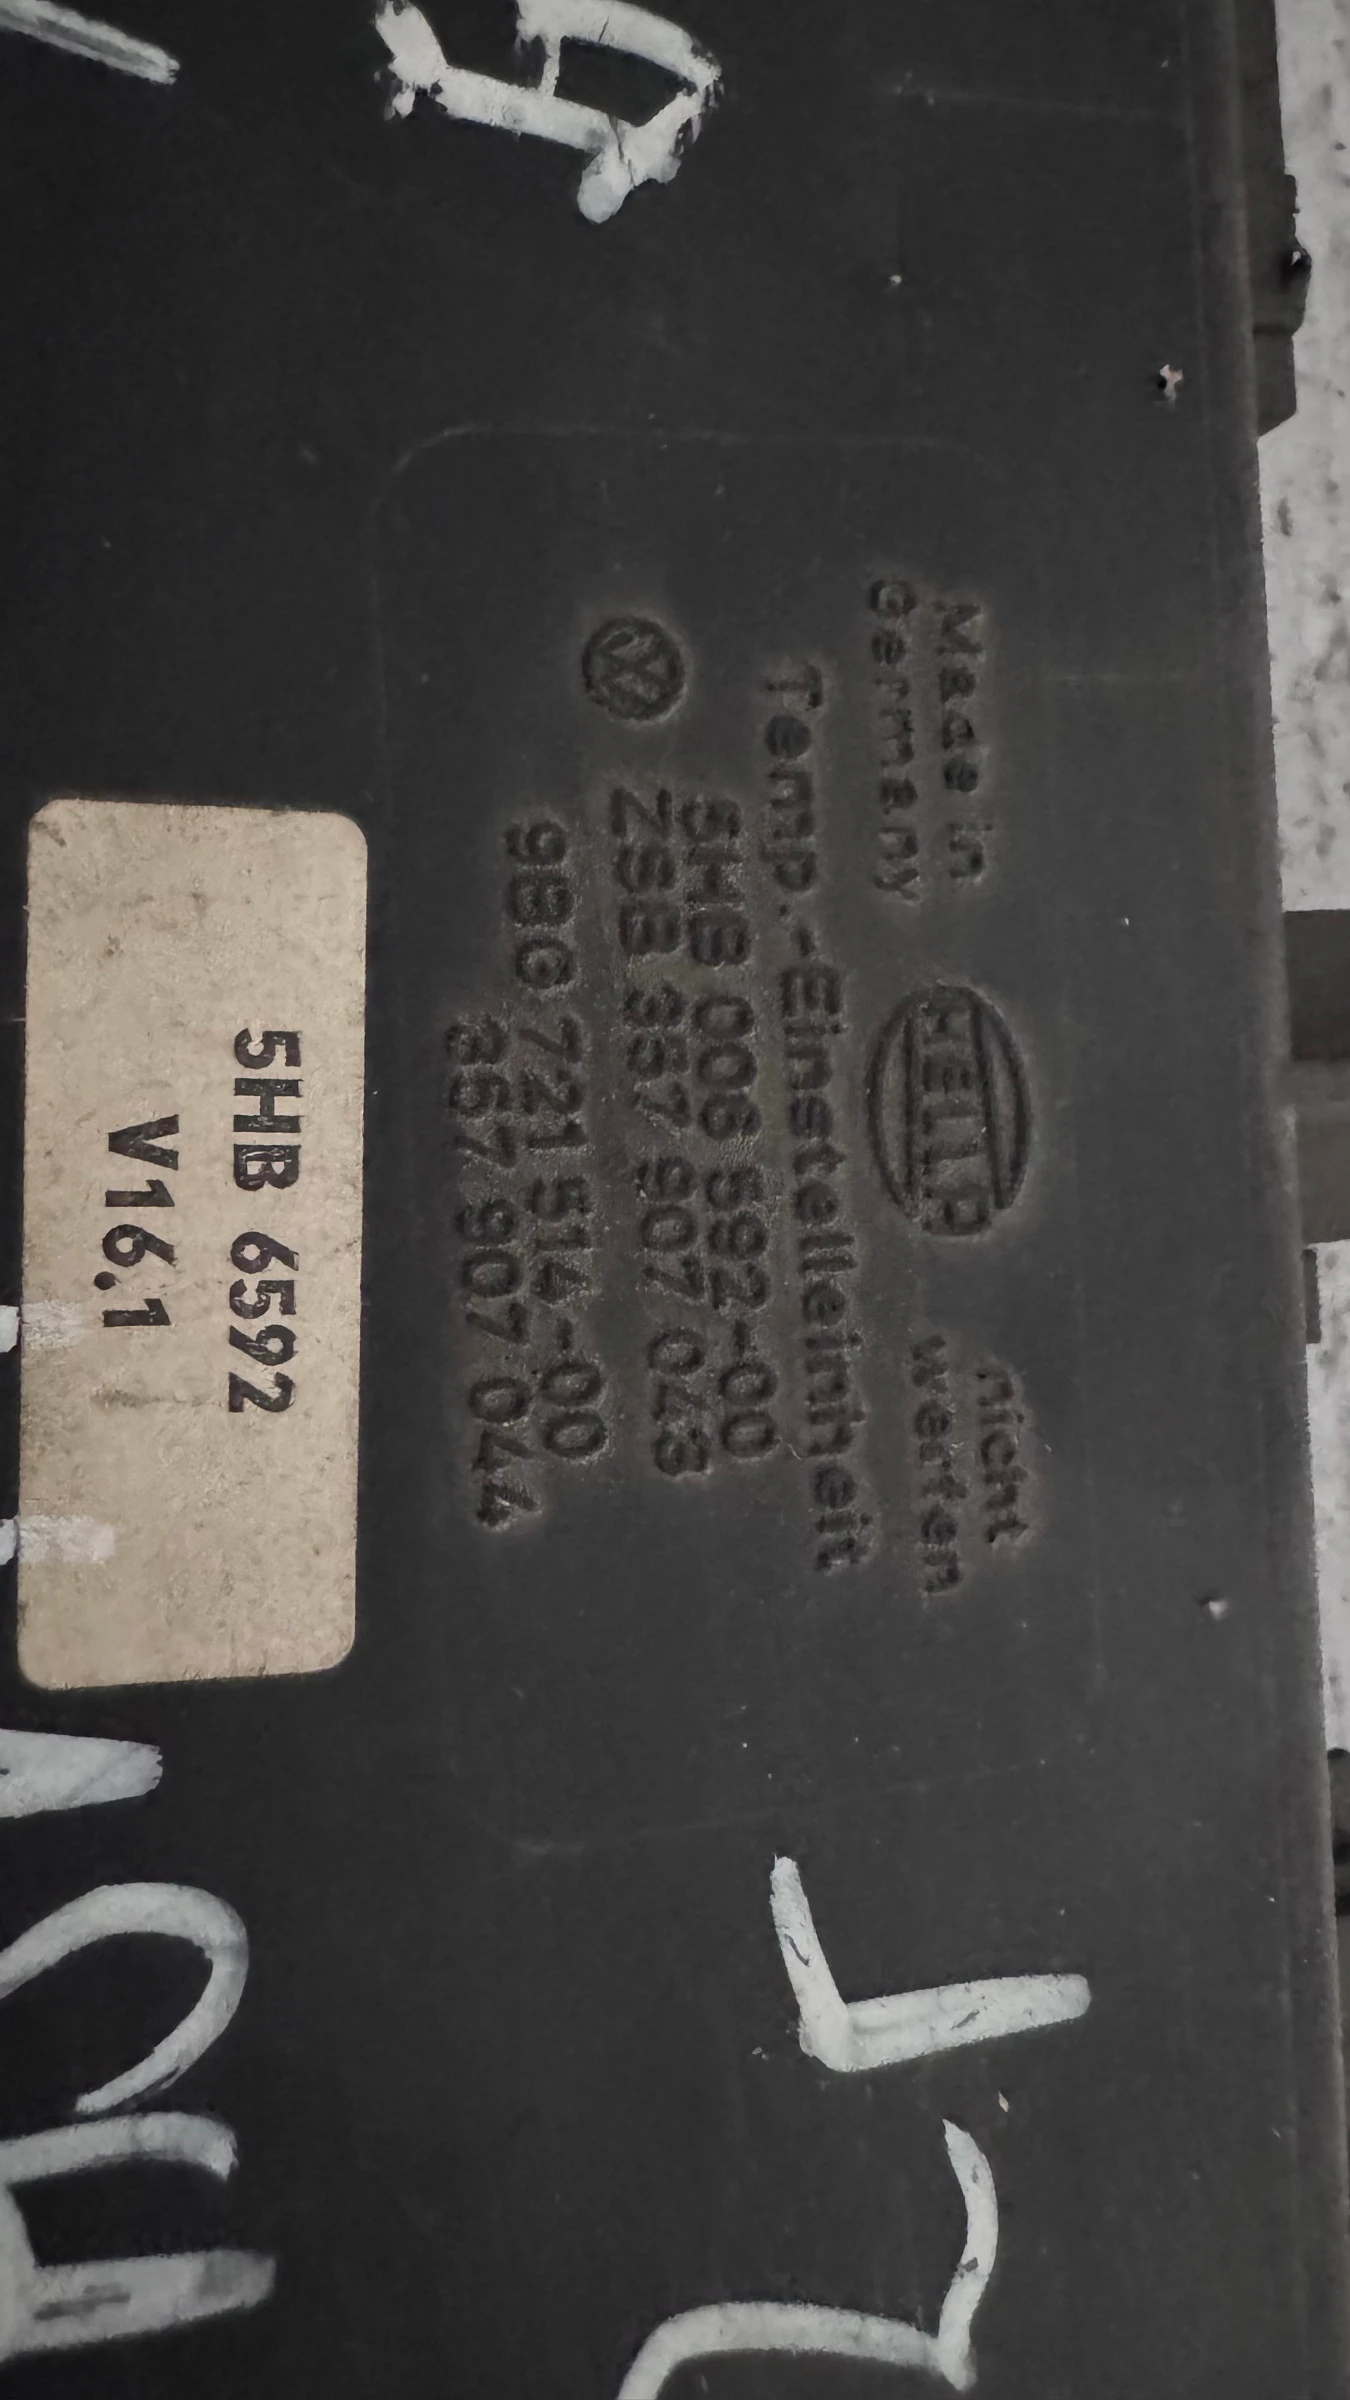 Made in
Germany
HELLA
nicht
werfen
Temp.-Einstelleinheit
5HB 006 592-00
ZSB 357 907 043
9BG 721 514-00
357 907 044
5HB 6592
V16.1